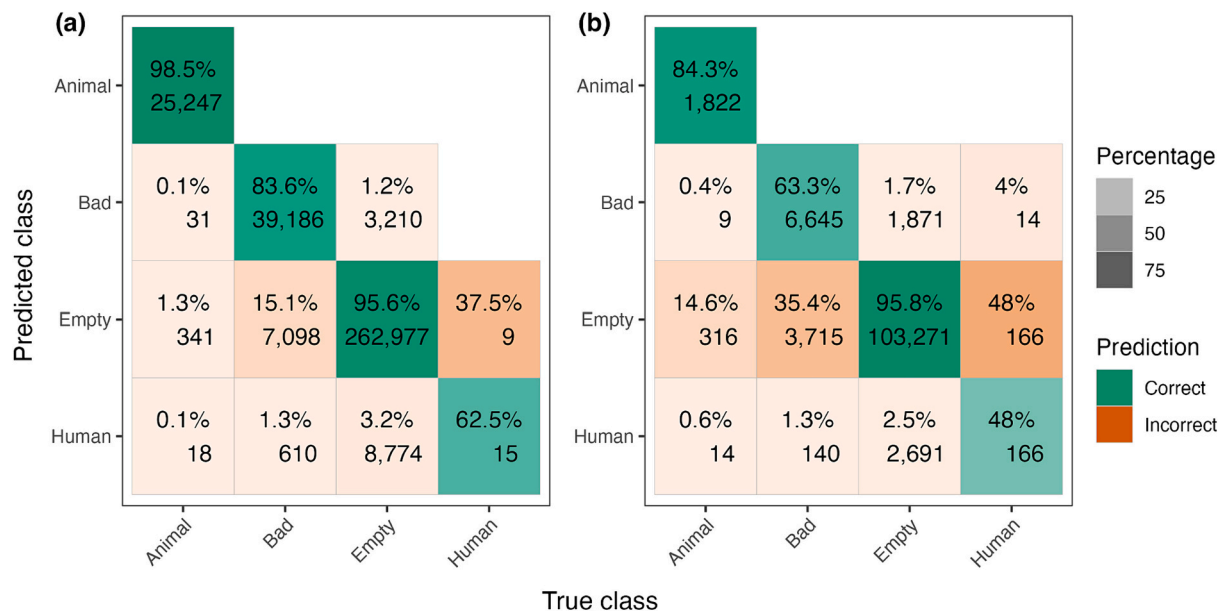 (a)
(b)
Predicted class
Animal
Bad
Empty
Human
98.5%
25,247
0.1% 83.6% 1.2%
31 39,186 3,210
1.3% 15.1% 95.6% 37.5%
341 7,098 262,977 9
0.1% 1.3% 3.2% 62.5%
18 610 8,774 15
Animal Bad Empty Human
Animal
Bad
Empty
Human
84.3%
1,822
0.4% 63.3% 1.7% 4%
9 6,645 1,871 14
14.6% 35.4% 95.8% 48%
316 3,715 103,271 166
0.6% 1.3% 2.5% 48%
14 140 2,691 166
Animal Bad Empty Human
True class
Percentage
25
50
75
Prediction
Correct
Incorrect